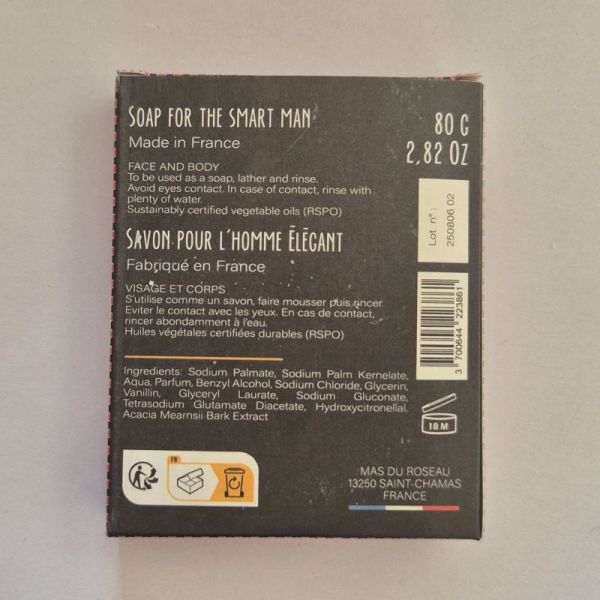 SOAP FOR THE SMART MAN
Made in France
80 G
2,82 OZ
FACE AND BODY
To be used as a soap, lather and rinse.
Avoid eyes contact. In case of contact, rinse with
plenty of water.
Sustainably certified vegetable oils (RSPO)
Lot n°:
250806 02
SAVON POUR L'HOMME ÉLÉGANT
Fabriqué en France
VISAGE ET CORPS
S'utilise comme un savon, faire mousser puis rincer.
Eviter le contact avec les yeux. En cas de contact,
rincer abondamment à l'eau.
Huiles végétales certifiées durables (RSPO)
3 700644 223861
Ingredients: Sodium Palmate, Sodium Palm Kernelate,
Aqua, Parfum, Benzyl Alcohol, Sodium Chloride, Glycerin,
Vanillin, Glyceryl Laurate, Sodium Gluconate,
Tetrasodium Glutamate Diacetate, Hydroxycitronellal,
Acacia Mearnsii Bark Extract
18 M
FR
MAS DU ROSEAU
13250 SAINT-CHAMAS
FRANCE